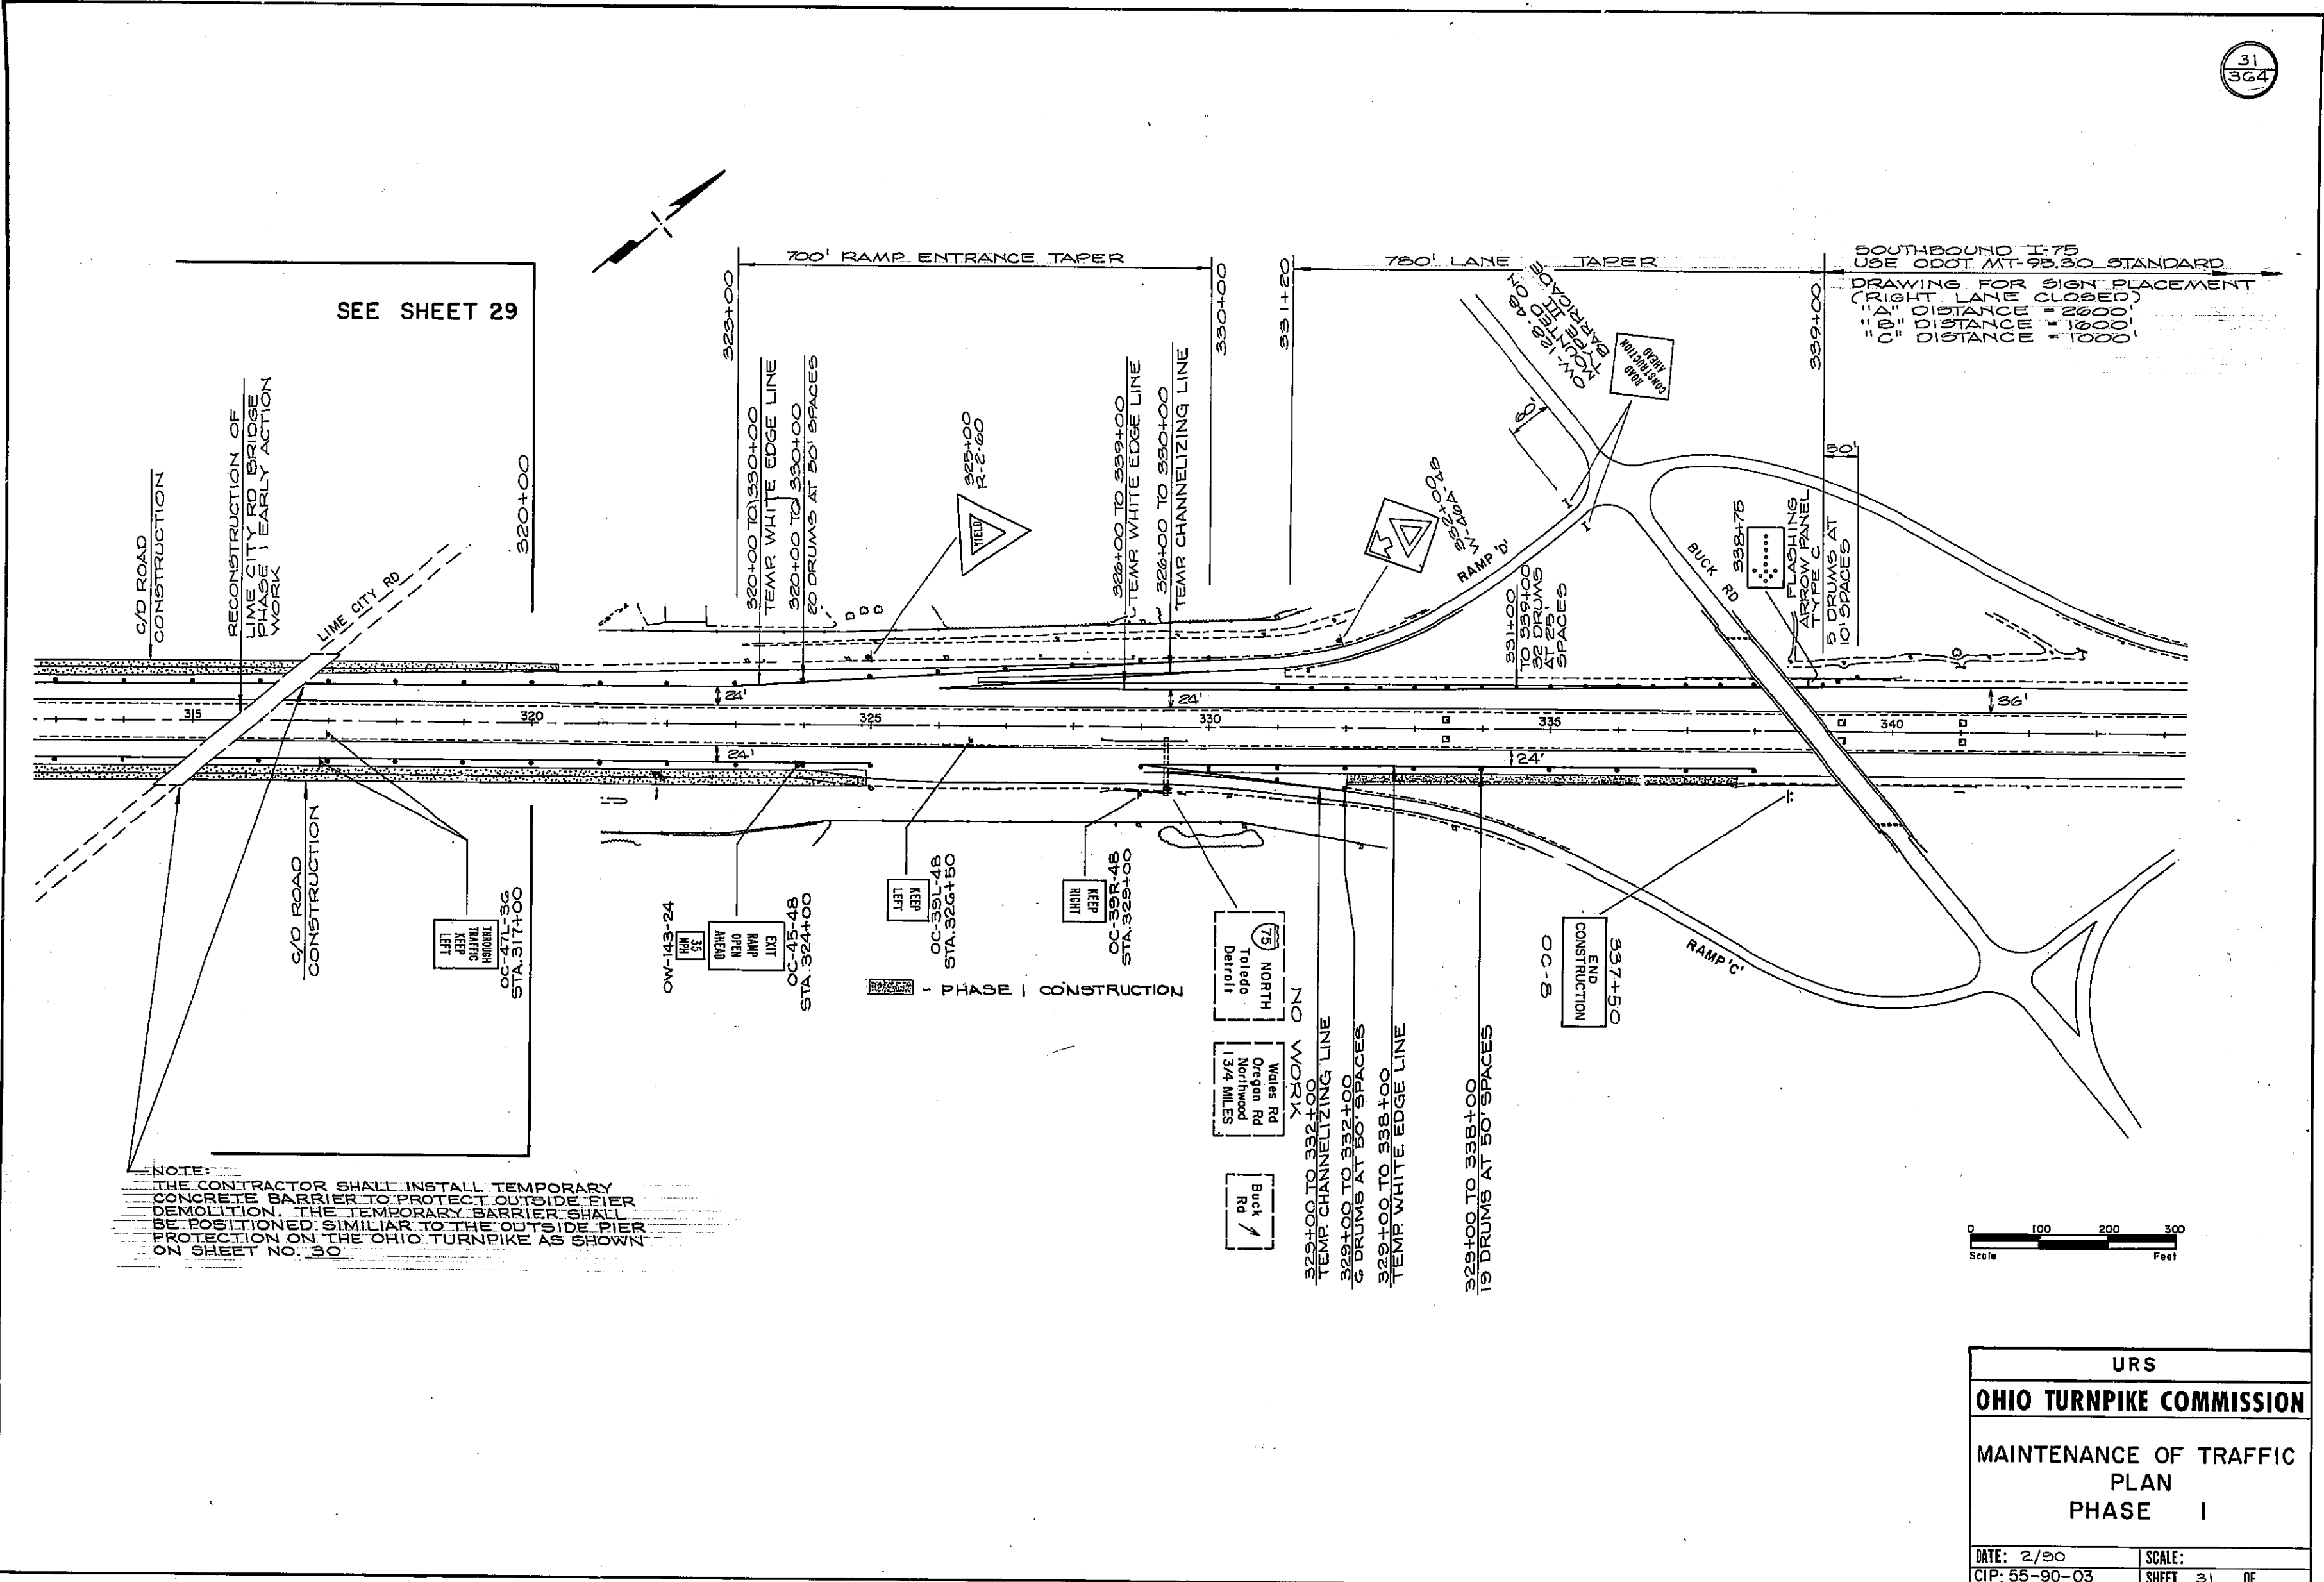 31
364
SEE SHEET 29
C/D ROAD
CONSTRUCTION
RECONSTRUCTION OF
LIME CITY RD BRIDGE
PHASE 1 EARLY ACTION
WORK
LIME CITY RD
320+00
323+00
700' RAMP ENTRANCE TAPER
330+00
331+20
780' LANE TAPER
339+00
SOUTHBOUND I-75
USE ODOT MT-95.30 STANDARD
DRAWING FOR SIGN PLACEMENT
(RIGHT LANE CLOSED)
"A" DISTANCE = 2600'
"B" DISTANCE = 1600'
"C" DISTANCE = 1000'
320+00 TO 330+00
TEMP. WHITE EDGE LINE
320+00 TO 330+00
20 DRUMS AT 50' SPACES
325+00
R-2-60
YIELD
326+00 TO 339+00
TEMP. WHITE EDGE LINE
326+00 TO 330+00
TEMP. CHANNELIZING LINE
332+00
W-46A-48
OW-128-48 ON
MOUNTED
TYPE III
BARRICADE
ROAD
CONSTRUCTION
AHEAD
60'
RAMP 'D'
331+00
TO 339+00
32 DRUMS
AT 25'
SPACES
BUCK RD
338+75
FLASHING
ARROW PANEL
TYPE C
5 DRUMS AT
10' SPACES
50'
24'
24'
36'
315
320
325
330
335
340
24'
24'
C/D ROAD
CONSTRUCTION
THROUGH
TRAFFIC
KEEP
LEFT
OC-47L-36
STA. 317+00
OW-143-24
35
MPH
EXIT
RAMP
OPEN
AHEAD
OC-45-48
STA. 324+00
KEEP
LEFT
OC-39L-48
STA. 326+50
KEEP
RIGHT
OC-39R-48
STA. 329+00
- PHASE 1 CONSTRUCTION
75 NORTH
Toledo
Detroit
Wales Rd
Oregon Rd
Northwood
1 3/4 MILES
Buck
Rd
NO WORK
329+00 TO 332+00
TEMP. CHANNELIZING LINE
329+00 TO 332+00
6 DRUMS AT 50' SPACES
329+00 TO 338+00
TEMP. WHITE EDGE LINE
329+00 TO 338+00
19 DRUMS AT 50' SPACES
337+50
END
CONSTRUCTION
OC-8
RAMP 'C'
NOTE:
THE CONTRACTOR SHALL INSTALL TEMPORARY
CONCRETE BARRIER TO PROTECT OUTSIDE PIER
DEMOLITION. THE TEMPORARY BARRIER SHALL
BE POSITIONED SIMILIAR TO THE OUTSIDE PIER
PROTECTION ON THE OHIO TURNPIKE AS SHOWN
ON SHEET NO. 30
0 100 200 300
Scale Feet
URS
OHIO TURNPIKE COMMISSION
MAINTENANCE OF TRAFFIC
PLAN
PHASE I
DATE: 2/90
SCALE:
CIP: 55-90-03
SHEET 31 OF